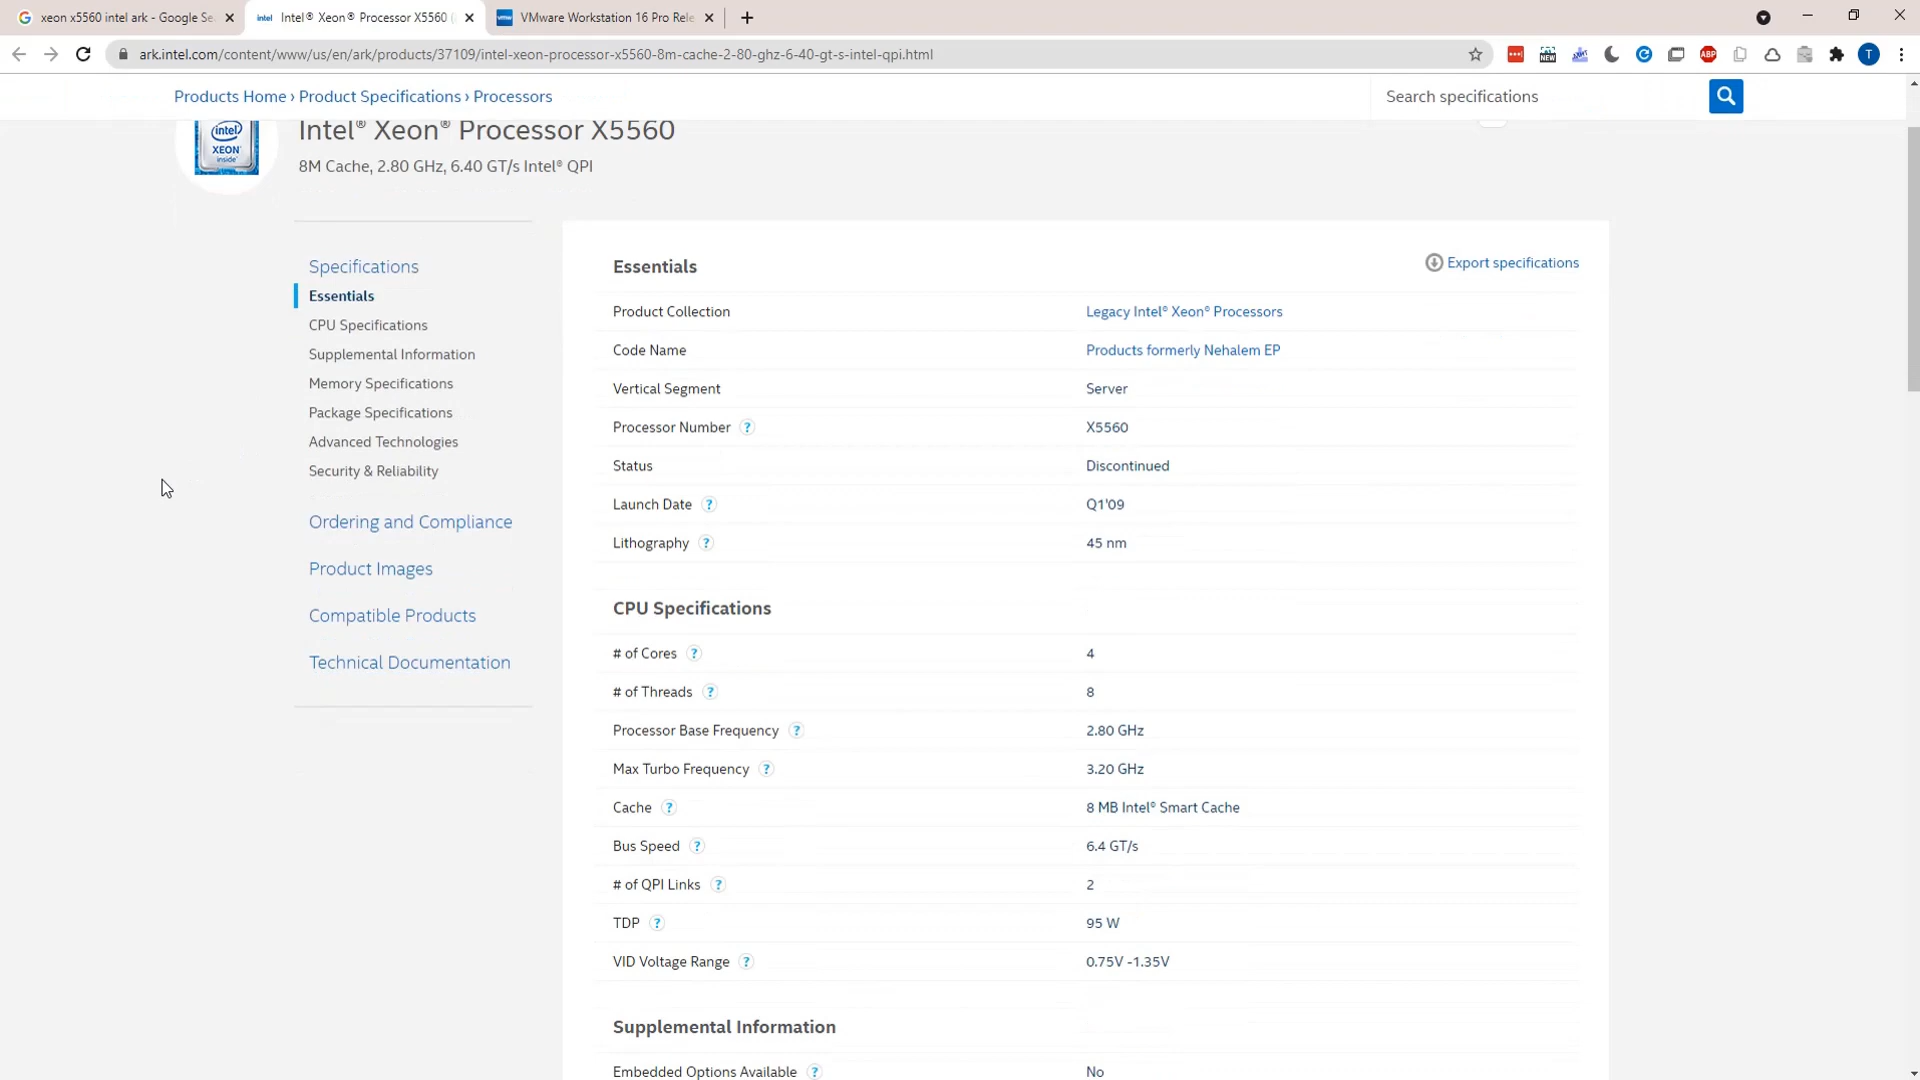 xeon x5560 intel ark - Google Se
Intel® Xeon® Processor X5560 (
VMware Workstation 16 Pro Rele
ark.intel.com/content/www/us/en/ark/products/37109/intel-xeon-processor-x5560-8m-cache-2-80-ghz-6-40-gt-s-intel-qpi.html
NEW
ABP
T
Products Home › Product Specifications › Processors
Search specifications
intel
XEON
inside
Intel® Xeon® Processor X5560
8M Cache, 2.80 GHz, 6.40 GT/s Intel® QPI
Specifications
Essentials
CPU Specifications
Supplemental Information
Memory Specifications
Package Specifications
Advanced Technologies
Security & Reliability
Ordering and Compliance
Product Images
Compatible Products
Technical Documentation
Essentials
Export specifications
Product Collection Legacy Intel® Xeon® Processors
Code Name Products formerly Nehalem EP
Vertical Segment Server
Processor Number ? X5560
Status Discontinued
Launch Date ? Q1'09
Lithography ? 45 nm
CPU Specifications
# of Cores ? 4
# of Threads ? 8
Processor Base Frequency ? 2.80 GHz
Max Turbo Frequency ? 3.20 GHz
Cache ? 8 MB Intel® Smart Cache
Bus Speed ? 6.4 GT/s
# of QPI Links ? 2
TDP ? 95 W
VID Voltage Range ? 0.75V -1.35V
Supplemental Information
Embedded Options Available ? No